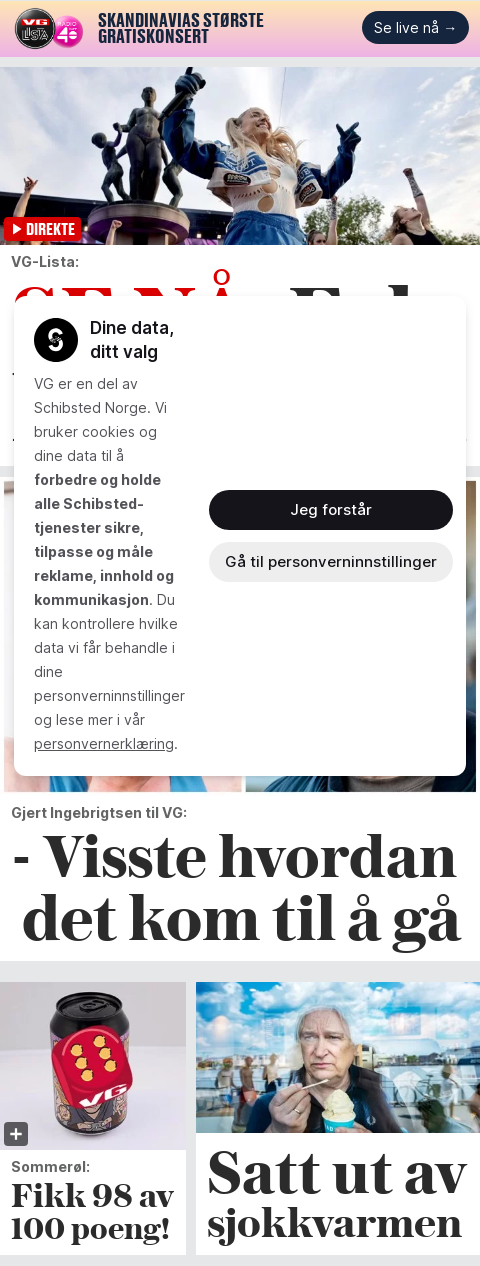 VG
LISTA
RADIO
SKANDINAVIAS STØRSTE
GRATISKONSERT
Se live nå →
DIREKTE
VG-Lista:
SE NÅ:
Dine data,
ditt valg
VG er en del av
Schibsted Norge. Vi
bruker cookies og
dine data til å
forbedre og holde
alle Schibsted-
tjenester sikre,
tilpasse og måle
reklame, innhold og
kommunikasjon. Du
kan kontrollere hvilke
data vi får behandle i
dine
personverninnstillinger
og lese mer i vår
personvernerklæring.
Jeg forstår
Gå til personverninnstillinger
Gjert Ingebrigtsen til VG:
- Visste hvordan
det kom til å gå
VG
Sommerøl:
Fikk 98 av
100 poeng!
Satt ut av
sjokkvarmen